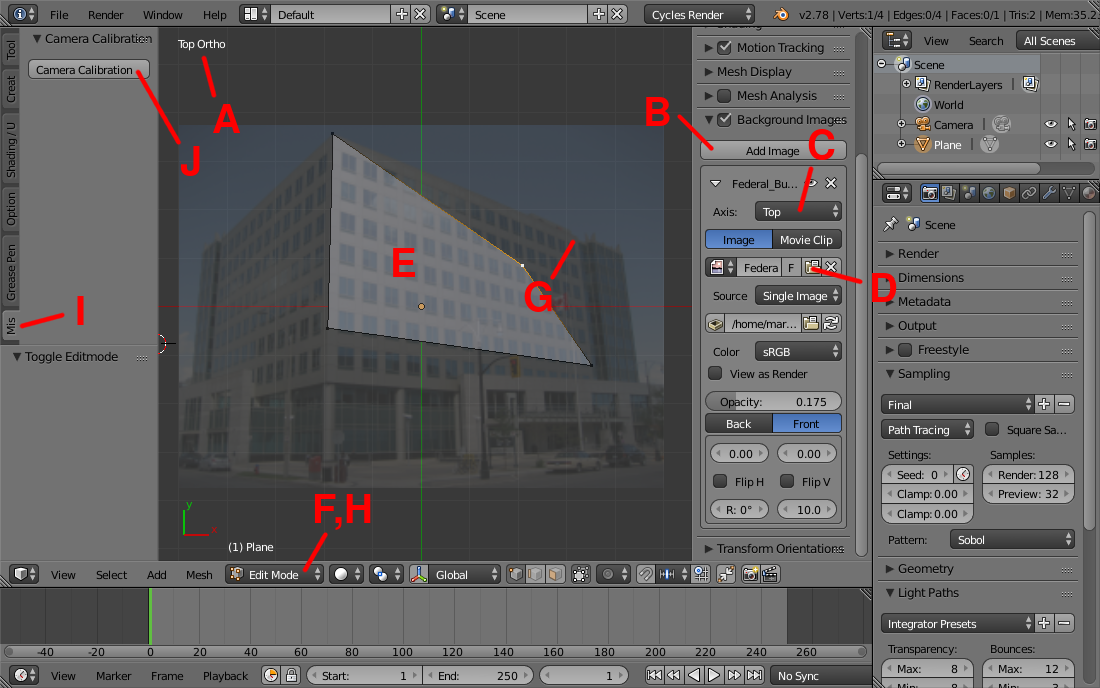 File Render Window Help Default Scene Cycles Render v2.78 | Verts:1/4 | Edges:0/4 | Faces:0/1 | Tris:2 | Mem:35.2
Camera Calibration
Camera Calibration
Tool
Creat
Shading / U
Option
Grease Pen
Mis
Toggle Editmode
Top Ortho
A
J
I
E
G
F,H
(1) Plane
y
x
B
C
D
Motion Tracking
Mesh Display
Mesh Analysis
Background Images
Add Image
Federal_Bu...
Axis: Top
Image Movie Clip
Federa F
Source Single Image
/home/mar...
Color sRGB
View as Render
Opacity: 0.175
Back Front
0.00 0.00
Flip H Flip V
R: 0° 10.0
Transform Orientations
View Search All Scenes
Scene
RenderLayers
World
Camera
Plane
Scene
Render
Dimensions
Metadata
Output
Freestyle
Sampling
Final
Path Tracing Square Sa...
Settings: Samples:
Seed: 0 Render: 128
Clamp: 0.00 Preview: 32
Clamp: 0.00
Pattern: Sobol
Geometry
Light Paths
Integrator Presets
Transparency: Bounces:
Max: 8 Max: 12
View Select Add Mesh Edit Mode Global
-40 -20 0 20 40 60 80 100 120 140 160 180 200 220 240 260
View Marker Frame Playback Start: 1 End: 250 1 No Sync